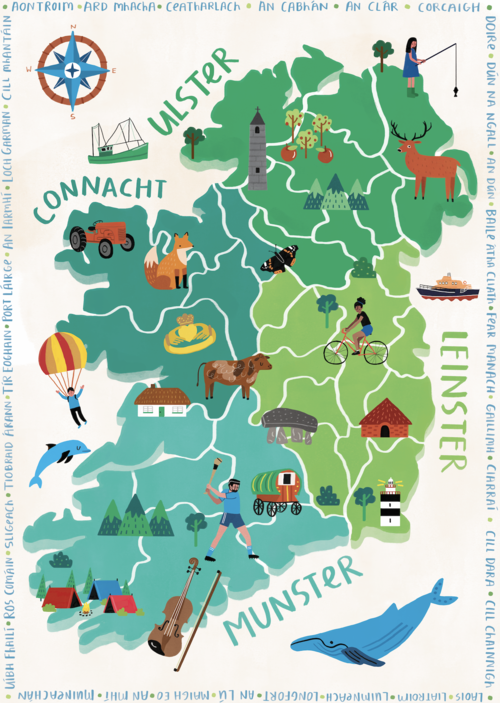 • AONTROIM • ARD MHACHA • CEATHARLACH • AN CABHÁN • AN CLÁR • CORCAIGH •
DOIRE • DÚN NA NGALL • AN DÚN • BAILE ÁTHA CLIATH • FEAR MANACH • GAILLIMH • CIARRAÍ • CILL DARA • CILL CHAINNIGH
LAOIS • LIATROIM • LUIMNEACH • LONGFORT • AN LÚ • MAIGH EO • AN MHÍ • MUINEACHÁN
UÍBH FHAILÍ • ROS COMÁIN • SLIGEACH • TIOBRAID ÁRANN • TÍR EOGHAIN • PORT LÁIRGE • AN IARMHÍ • LOCH GARMAN • CILL MHANTÁIN
N
W E
S
ULSTER
CONNACHT
LEINSTER
MUNSTER